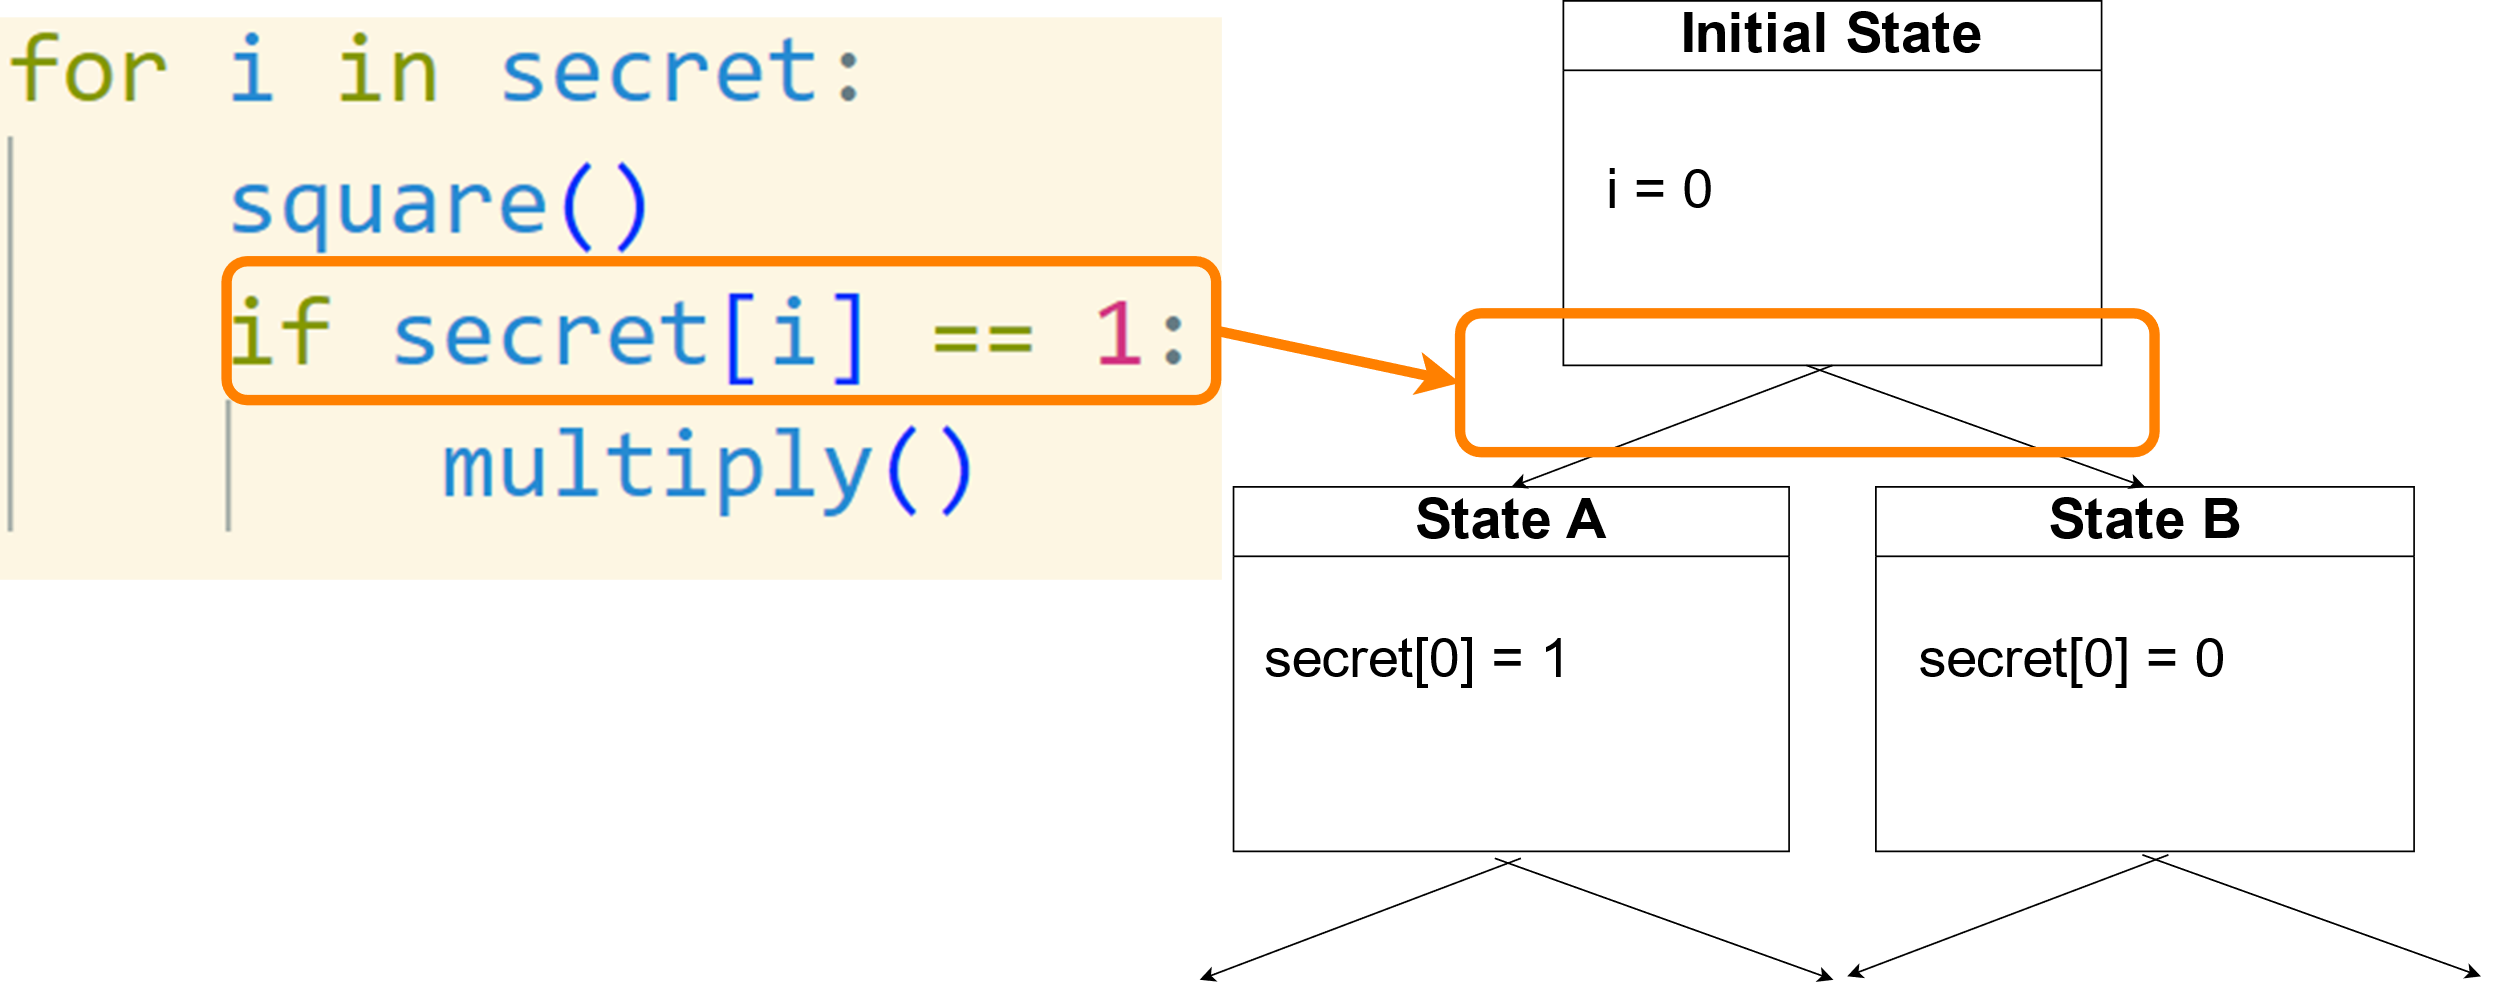 for i in secret:
square()
if secret[i] == 1:
multiply()
Initial State
i = 0
State A
secret[0] = 1
State B
secret[0] = 0